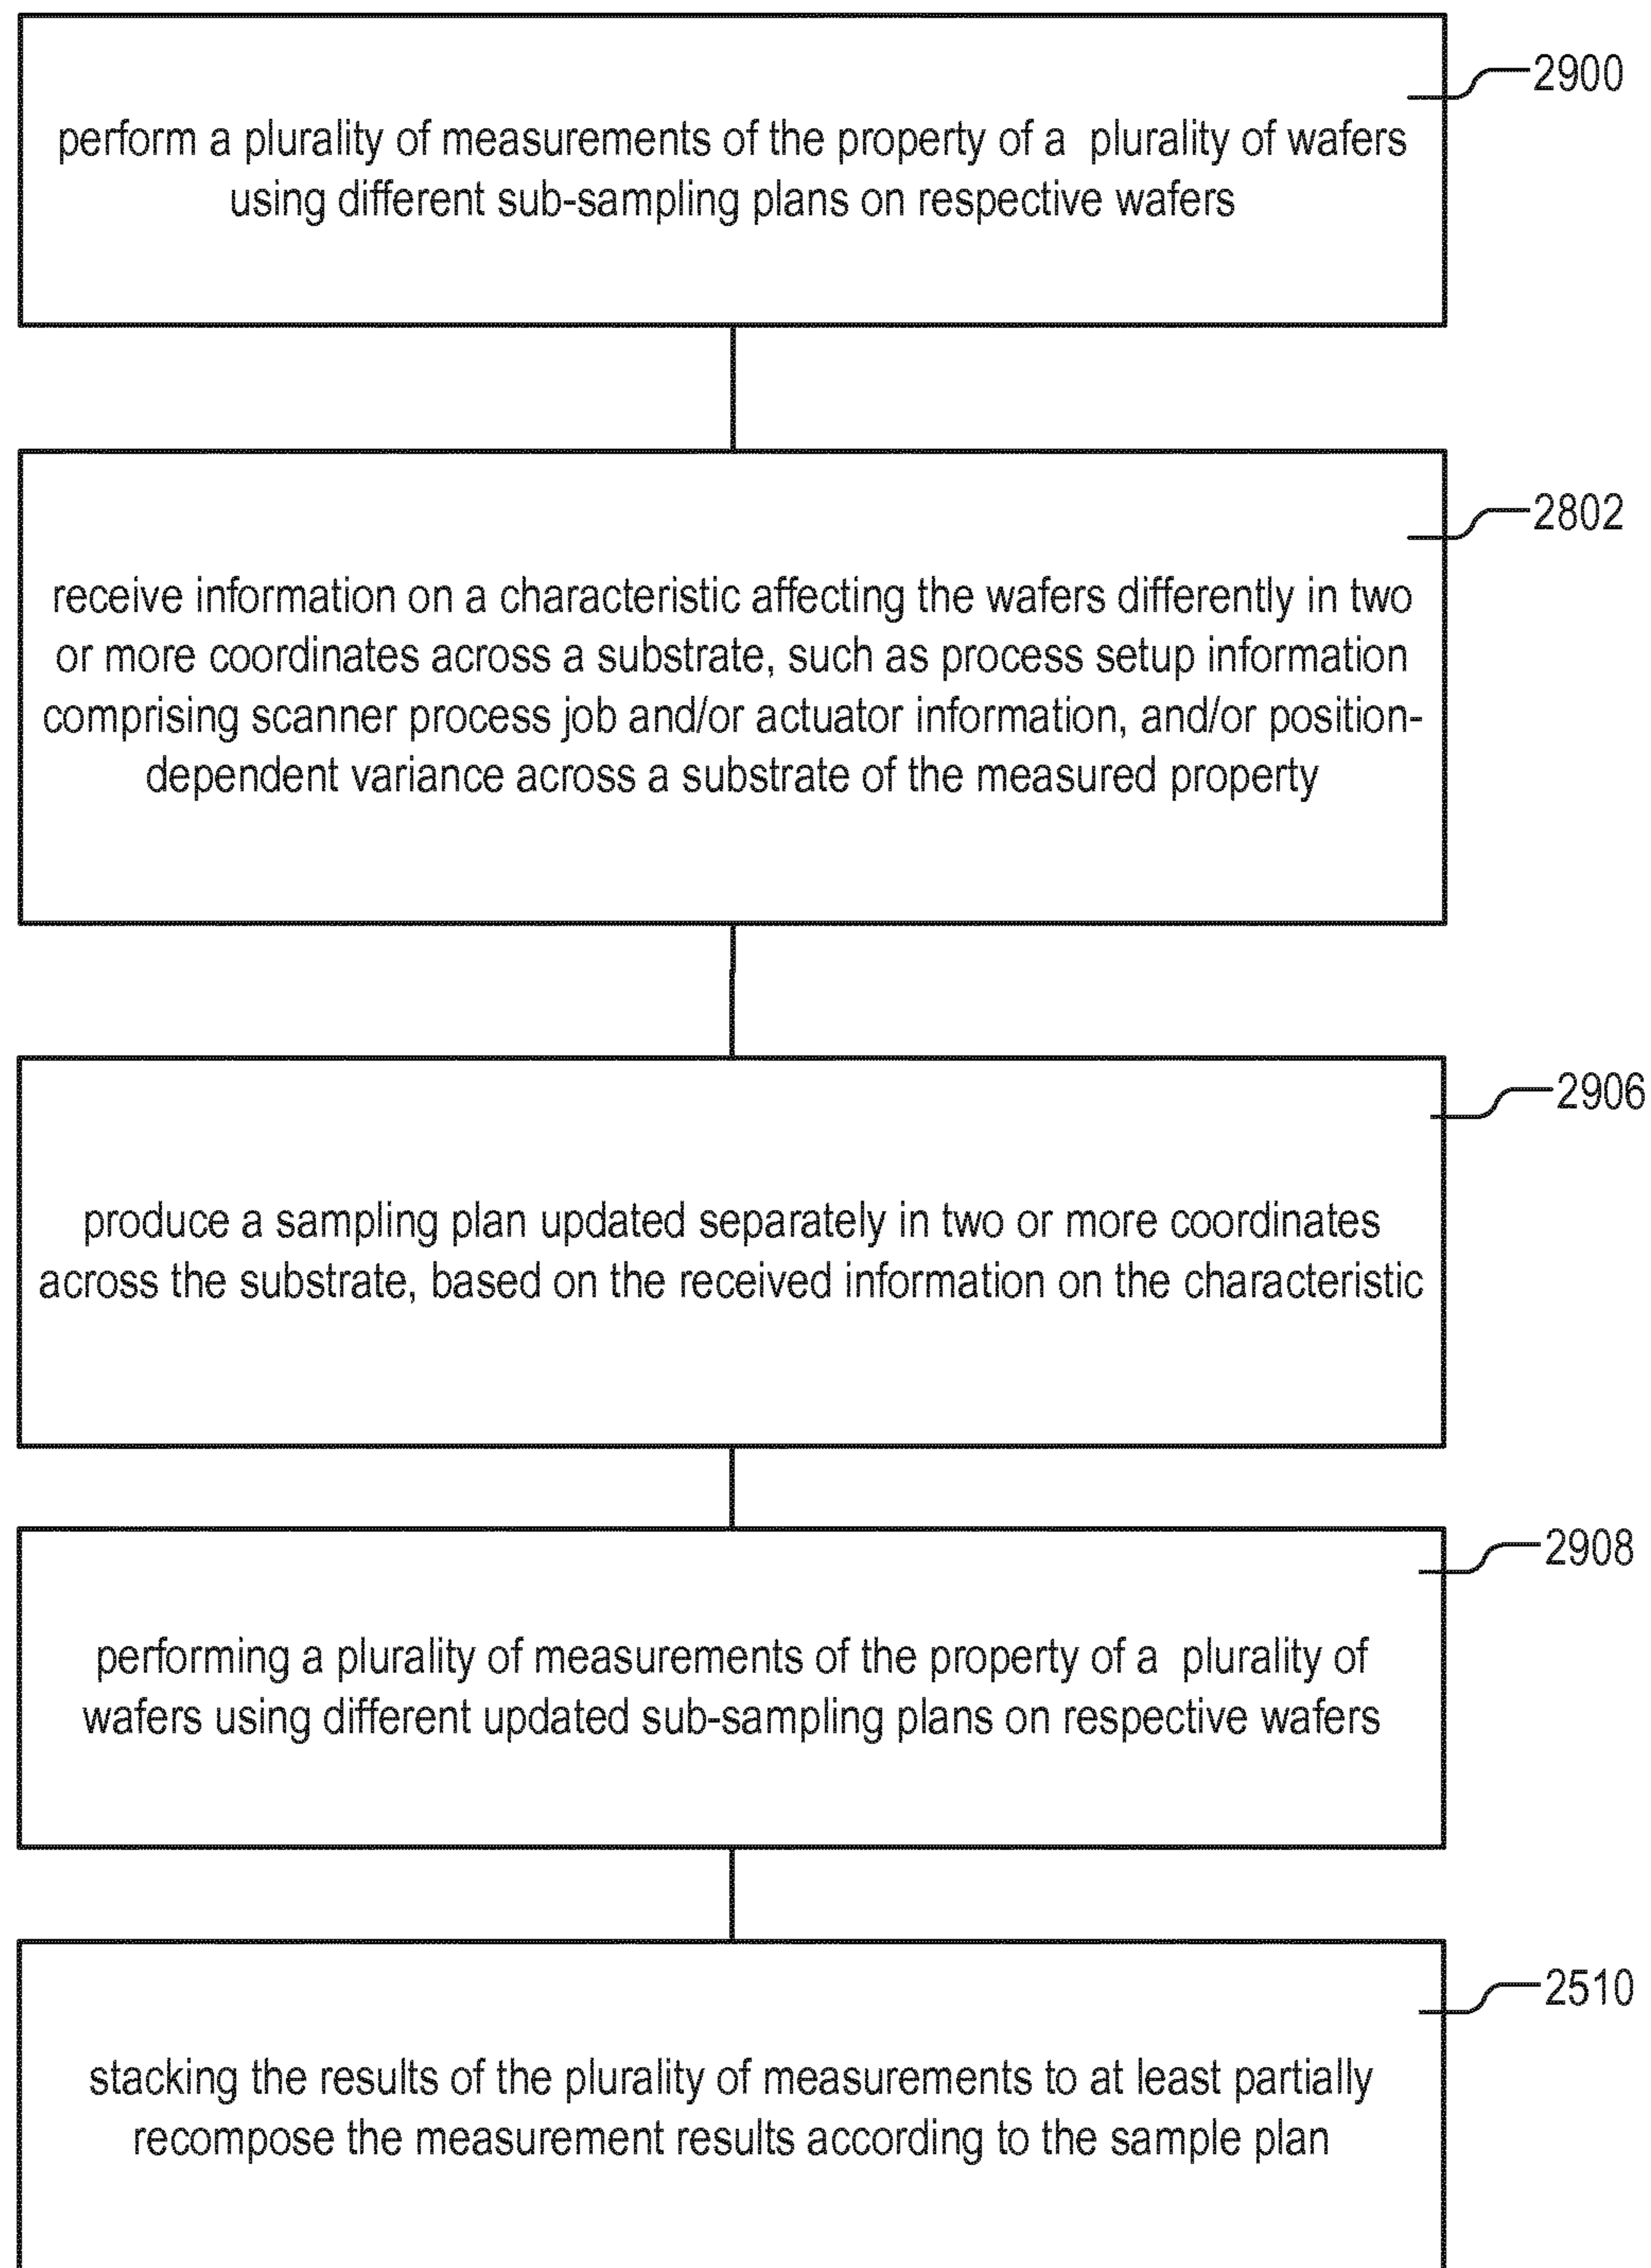 2900
perform a plurality of measurements of the property of a plurality of wafers
using different sub-sampling plans on respective wafers
2802
receive information on a characteristic affecting the wafers differently in two
or more coordinates across a substrate, such as process setup information
comprising scanner process job and/or actuator information, and/or position-
dependent variance across a substrate of the measured property
2906
produce a sampling plan updated separately in two or more coordinates
across the substrate, based on the received information on the characteristic
2908
performing a plurality of measurements of the property of a plurality of
wafers using different updated sub-sampling plans on respective wafers
2510
stacking the results of the plurality of measurements to at least partially
recompose the measurement results according to the sample plan